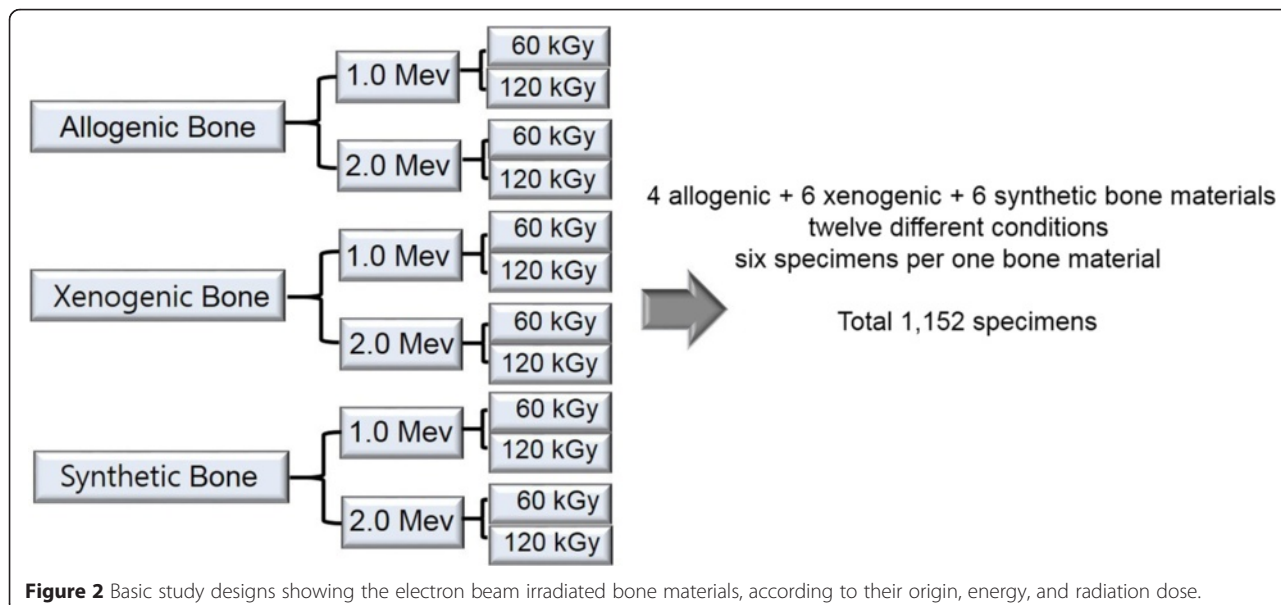 Allogenic Bone
1.0 Mev
60 kGy
120 kGy
2.0 Mev
60 kGy
120 kGy
Xenogenic Bone
1.0 Mev
60 kGy
120 kGy
2.0 Mev
60 kGy
120 kGy
Synthetic Bone
1.0 Mev
60 kGy
120 kGy
2.0 Mev
60 kGy
120 kGy
4 allogenic + 6 xenogenic + 6 synthetic bone materials
twelve different conditions
six specimens per one bone material
Total 1,152 specimens
Figure 2 Basic study designs showing the electron beam irradiated bone materials, according to their origin, energy, and radiation dose.